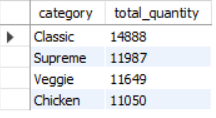 category total_quantity
Classic 14888
Supreme 11987
Veggie 11649
Chicken 11050